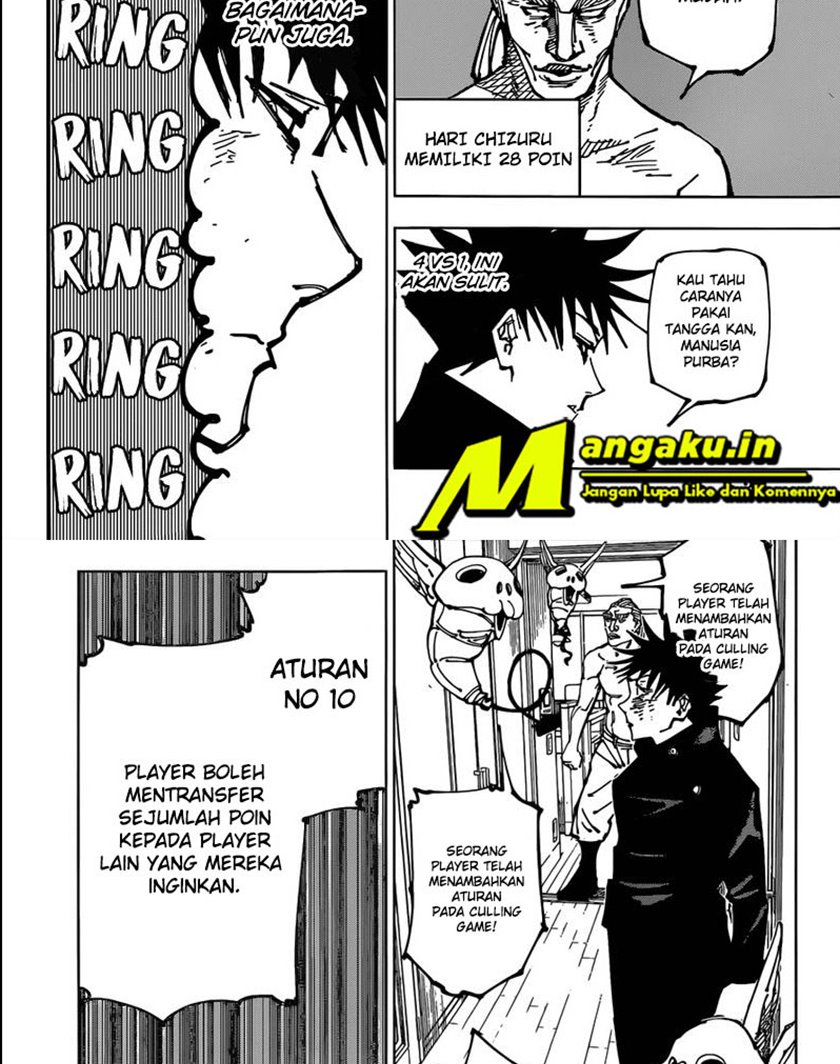 MUSUH.
HARI CHIZURU
MEMILIKI 28 POIN
BAGAIMANA-
PUN JUGA.
RING
RING
RING
RING
RING
4 VS 1, INI
AKAN SULIT.
KAU TAHU
CARANYA
PAKAI
TANGGA KAN,
MANUSIA
PURBA?
Mangaku.in
Jangan Lupa Like dan Komennya
SEORANG
PLAYER TELAH
MENAMBAHKAN
ATURAN
PADA CULLING
GAME!
SEORANG
PLAYER TELAH
MENAMBAHKAN
ATURAN
PADA CULLING
GAME!
ATURAN
NO 10
PLAYER BOLEH
MENTRANSFER
SEJUMLAH POIN
KEPADA PLAYER
LAIN YANG MEREKA
INGINKAN.